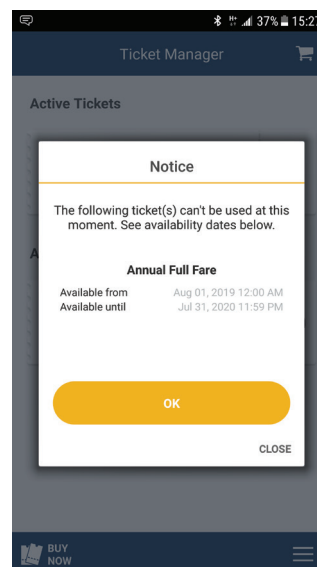 37% 15:27
Ticket Manager
Active Tickets
Notice
The following ticket(s) can't be used at this
moment. See availability dates below.
A
Annual Full Fare
Available from Aug 01, 2019 12:00 AM
Available until Jul 31, 2020 11:59 PM
OK
CLOSE
BUY
NOW